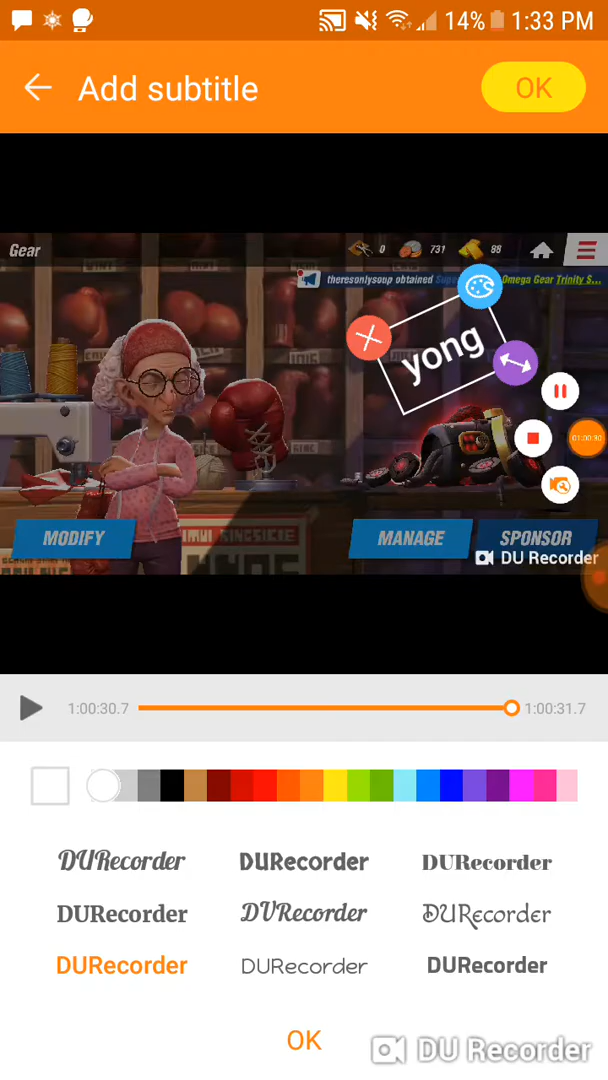 14% 1:33 PM
Add subtitle
OK
Gear
0 731 98
theresonlysoup obtained Supe Omega Gear Trinity S...
yong
01:00:30
MODIFY
MANAGE
SPONSOR
DU Recorder
1:00:30.7
1:00:31.7
DURecorder DURecorder DURecorder
DURecorder DURecorder DURecorder
DURecorder DURecorder DURecorder
OK
DU Recorder